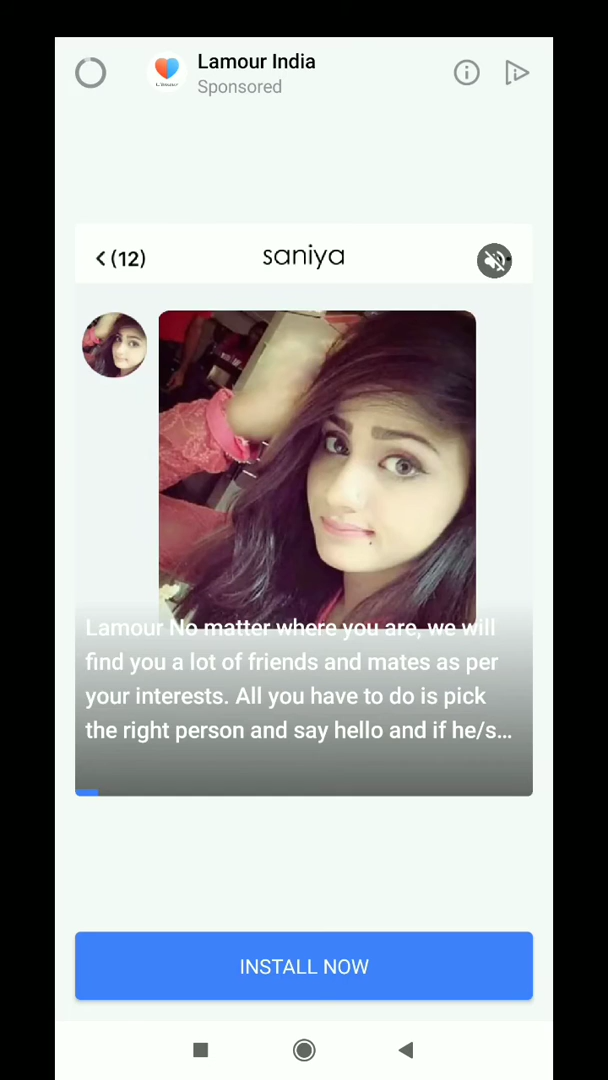 Lamour India
Sponsored
<(12)
saniya
Lamour No matter where you are, we will
find you a lot of friends and mates as per
your interests. All you have to do is pick
the right person and say hello and if he/s...
INSTALL NOW